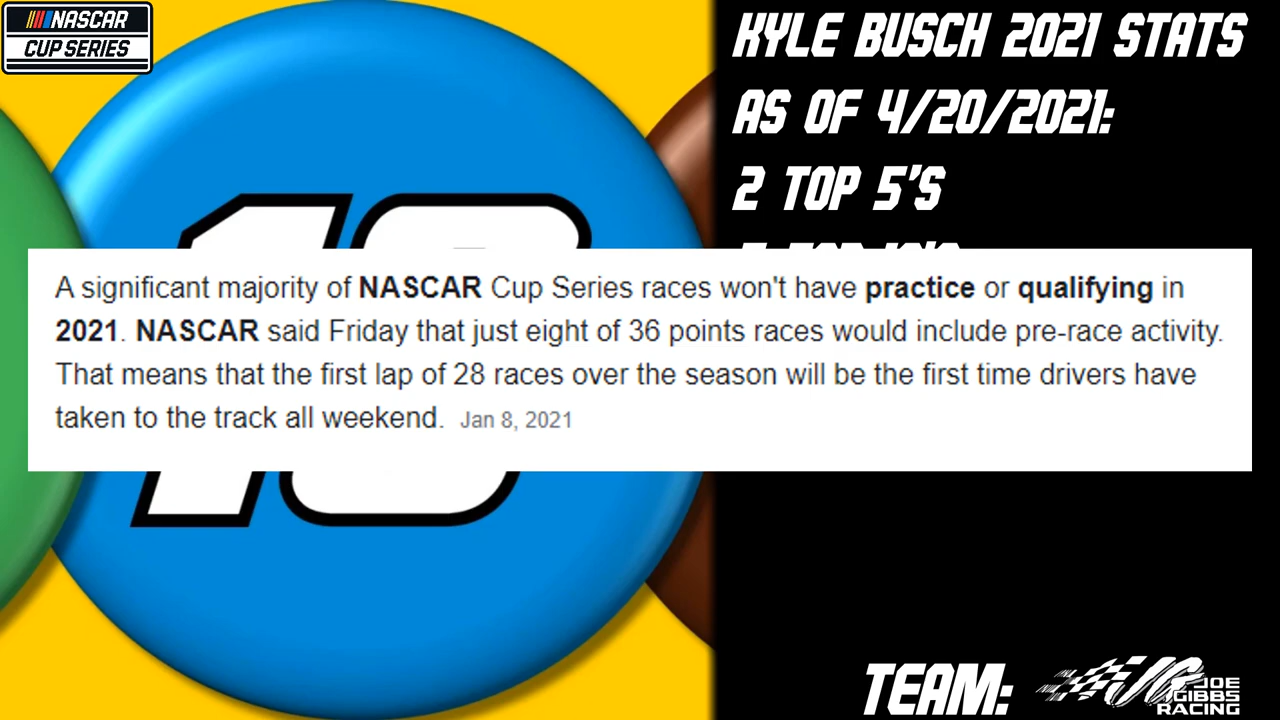 NASCAR
CUP SERIES
KYLE BUSCH 2021 STATS
AS OF 4/20/2021:
2 TOP 5'S
18
A significant majority of NASCAR Cup Series races won't have practice or qualifying in
2021. NASCAR said Friday that just eight of 36 points races would include pre-race activity.
That means that the first lap of 28 races over the season will be the first time drivers have
taken to the track all weekend. Jan 8, 2021
TEAM:
JOE
GIBBS
RACING